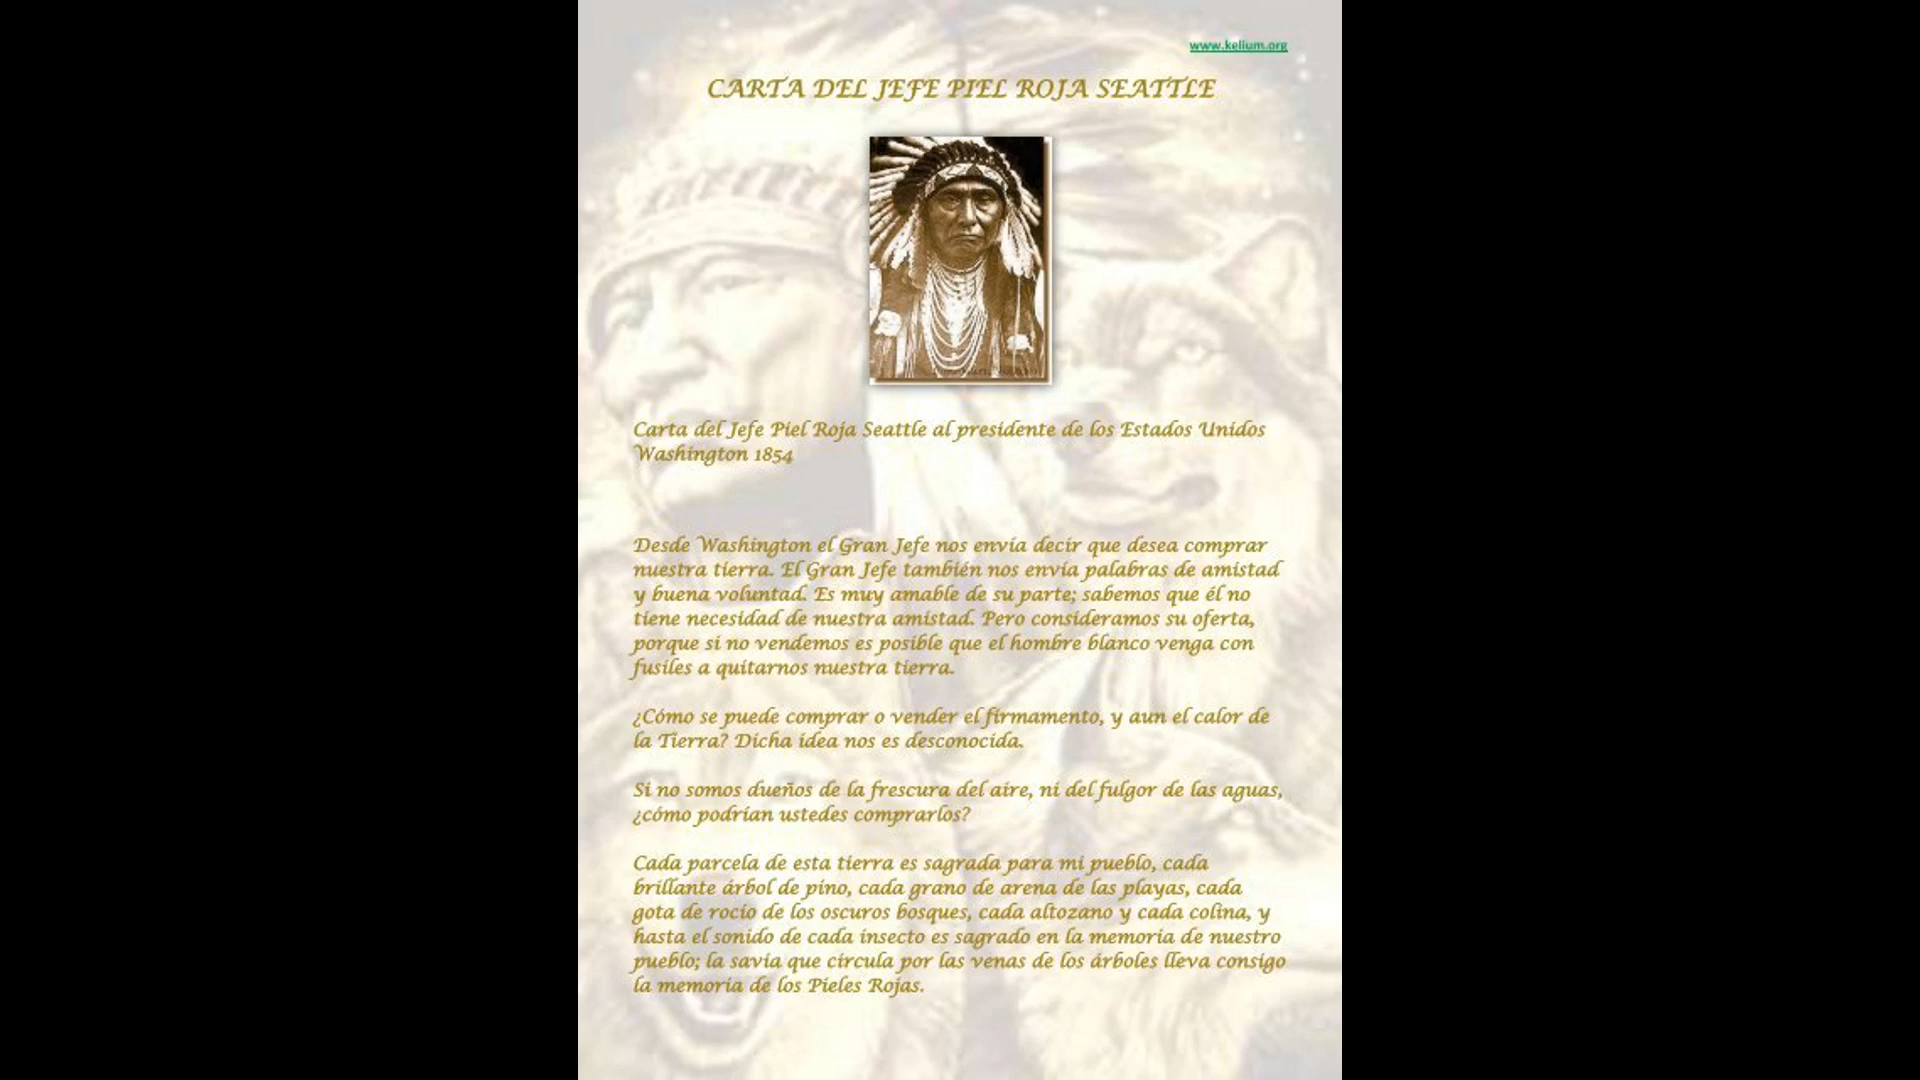 www.kelium.org
CARTA DEL JEFE PIEL ROJA SEATTLE
Carta del Jefe Piel Roja Seattle al presidente de los Estados Unidos
Washington 1854
Desde Washington el Gran Jefe nos envía decir que desea comprar
nuestra tierra. El Gran Jefe también nos envía palabras de amistad
y buena voluntad. Es muy amable de su parte; sabemos que él no
tiene necesidad de nuestra amistad. Pero consideramos su oferta,
porque si no vendemos es posible que el hombre blanco venga con
fusiles a quitarnos nuestra tierra.
¿Cómo se puede comprar o vender el firmamento, y aun el calor de
la Tierra? Dicha idea nos es desconocida.
Si no somos dueños de la frescura del aire, ni del fulgor de las aguas,
¿cómo podrían ustedes comprarlos?
Cada parcela de esta tierra es sagrada para mi pueblo, cada
brillante árbol de pino, cada grano de arena de las playas, cada
gota de rocío de los oscuros bosques, cada altozano y cada colina, y
hasta el sonido de cada insecto es sagrado en la memoria de nuestro
pueblo; la savia que circula por las venas de los árboles lleva consigo
la memoria de los Pieles Rojas.